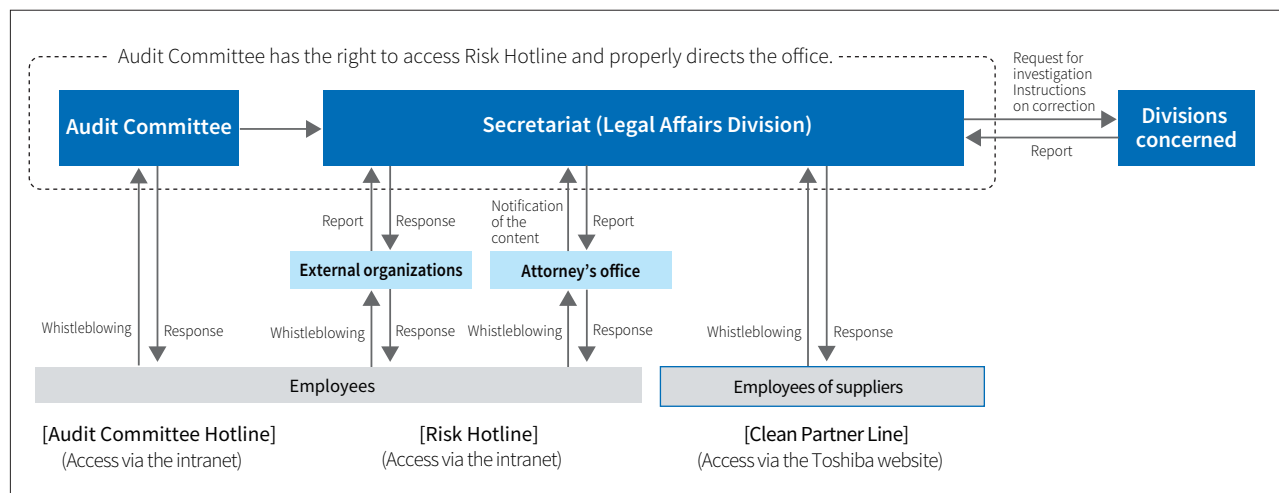 Audit Committee has the right to access Risk Hotline and properly directs the office.
Request for
investigation
Instructions
on correction
Audit Committee
Secretariat (Legal Affairs Division)
Divisions
concerned
Report
Report
Response
Notification
of the
content
Report
External organizations
Attorney’s office
Whistleblowing
Response
Whistleblowing
Response
Whistleblowing
Response
Whistleblowing
Response
Employees
Employees of suppliers
[Audit Committee Hotline]
(Access via the intranet)
[Risk Hotline]
(Access via the intranet)
[Clean Partner Line]
(Access via the Toshiba website)